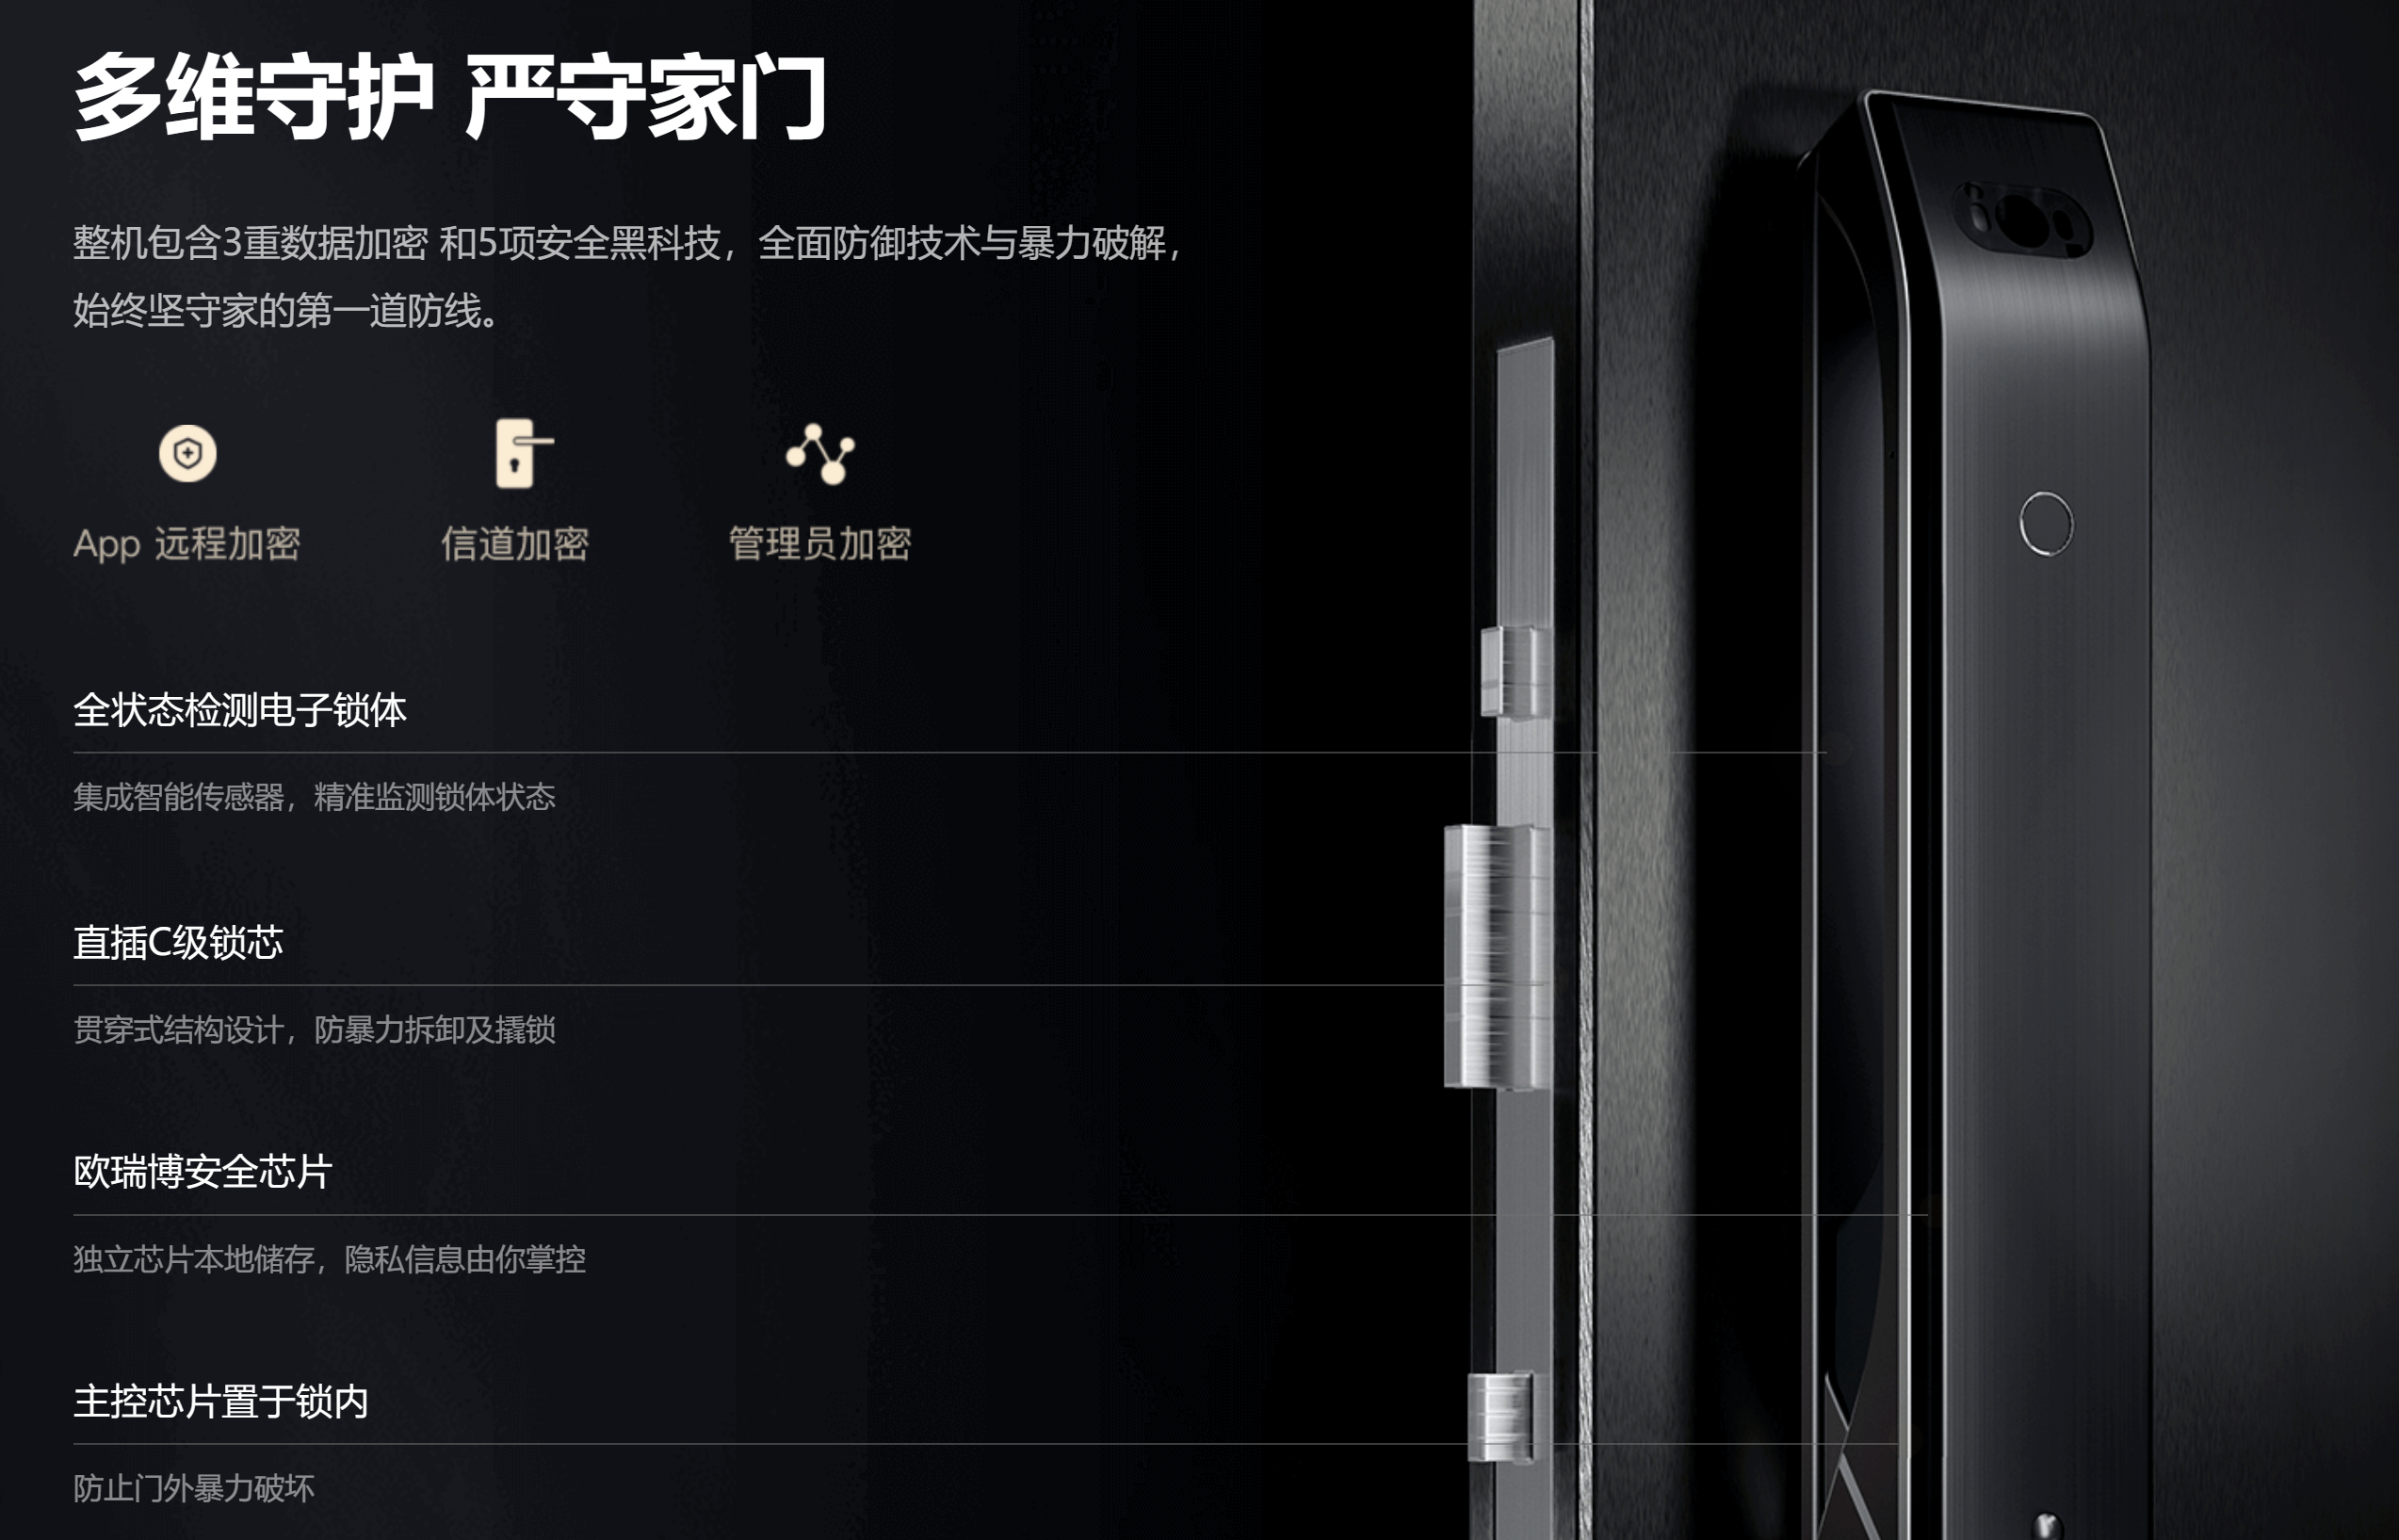 多维守护 严守家门
整机包含3重数据加密 和5项安全黑科技，全面防御技术与暴力破解，
始终坚守家的第一道防线。
App 远程加密 信道加密 管理员加密
全状态检测电子锁体
集成智能传感器，精准监测锁体状态
直插C级锁芯
贯穿式结构设计，防暴力拆卸及撬锁
欧瑞博安全芯片
独立芯片本地储存，隐私信息由你掌控
主控芯片置于锁内
防止门外暴力破坏